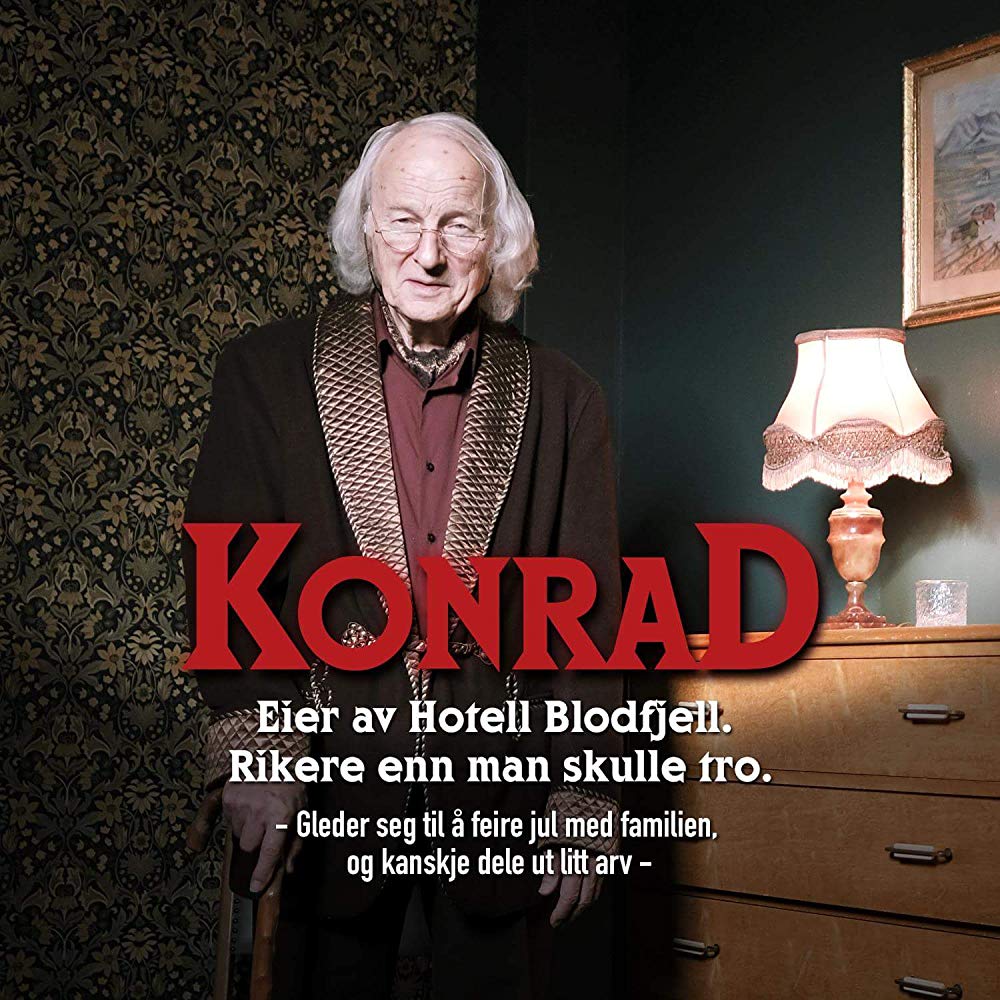 KONRAD
Eier av Hotell Blodfjell.
Rikere enn man skulle tro.
– Gleder seg til å feire jul med familien,
og kanskje dele ut litt arv –